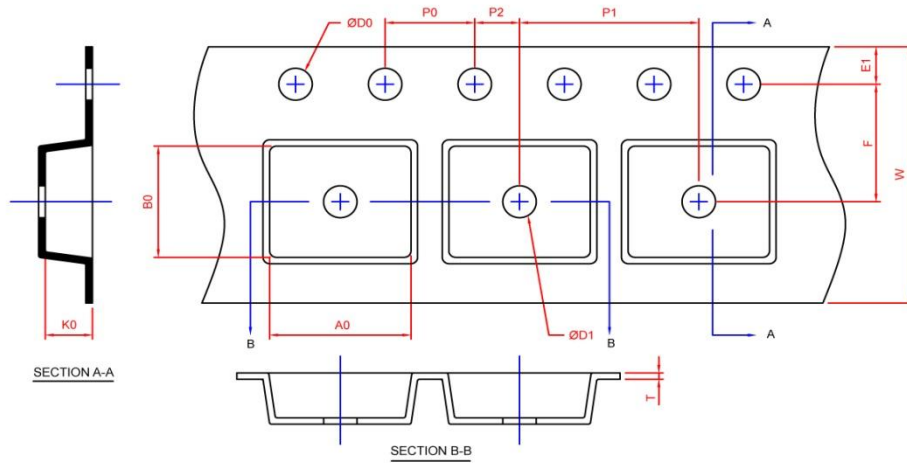 ØD0
P0
P2
P1
A
E1
F
W
B0
K0
A0
B
ØD1
B
A
SECTION A-A
T
SECTION B-B